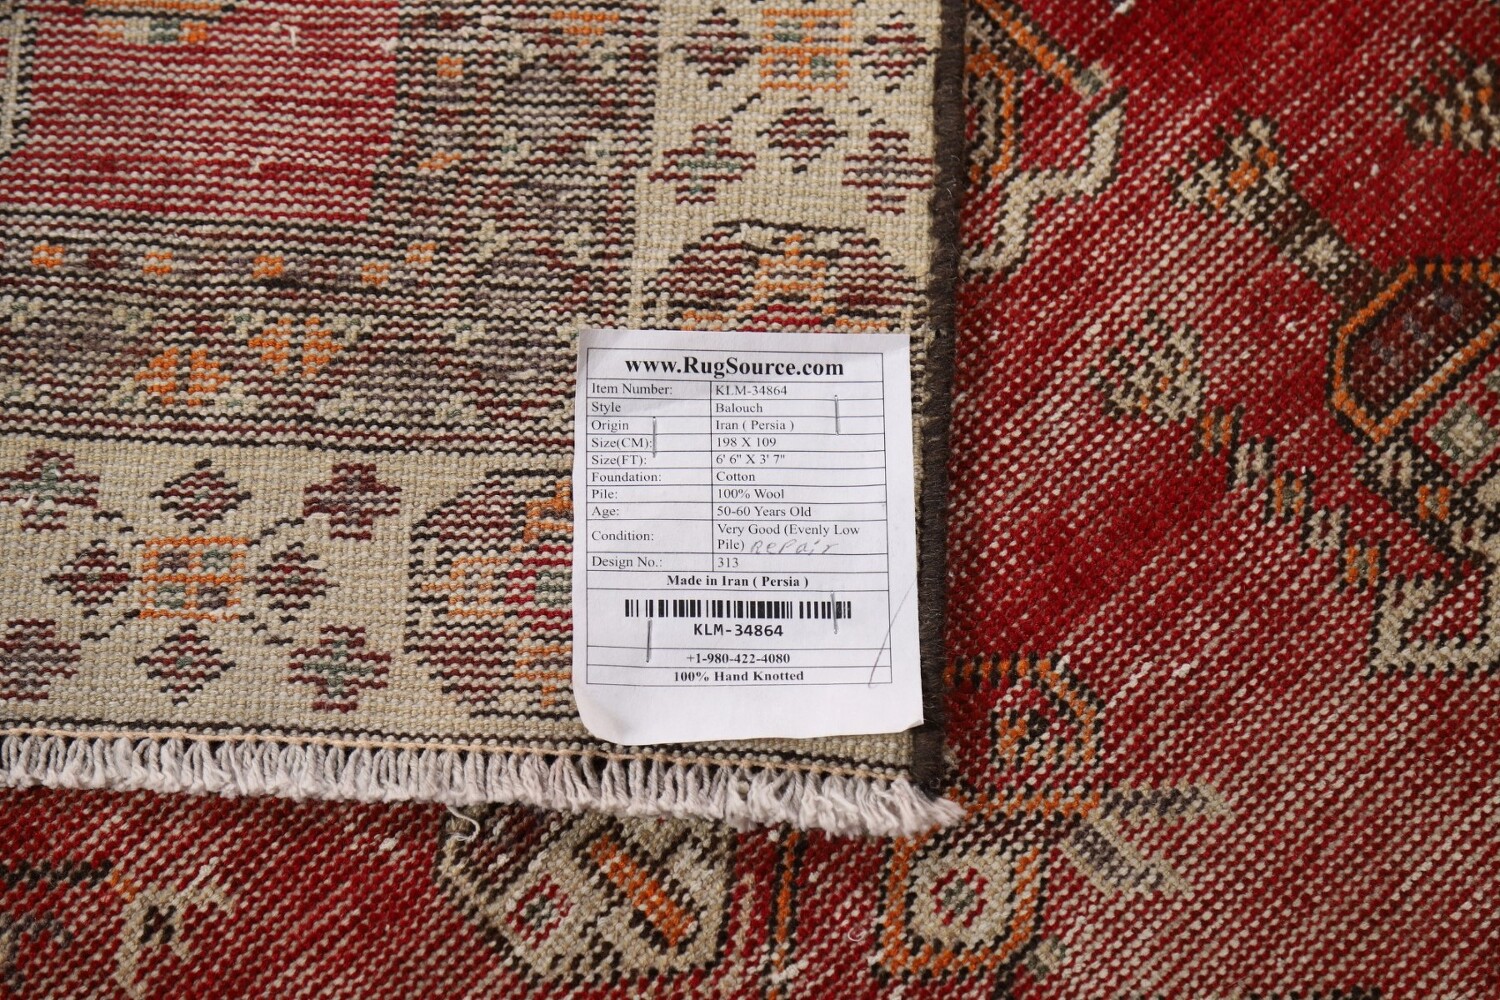 www.RugSource.com
Item Number: KLM-34864
Style Balouch
Origin Iran ( Persia )
Size(CM): 198 X 109
Size(FT): 6' 6" X 3' 7"
Foundation: Cotton
Pile: 100% Wool
Age: 50-60 Years Old
Condition: Very Good (Evenly Low
Pile) Repair
Design No.: 313
Made in Iran ( Persia )
KLM-34864
+1-980-422-4080
100% Hand Knotted